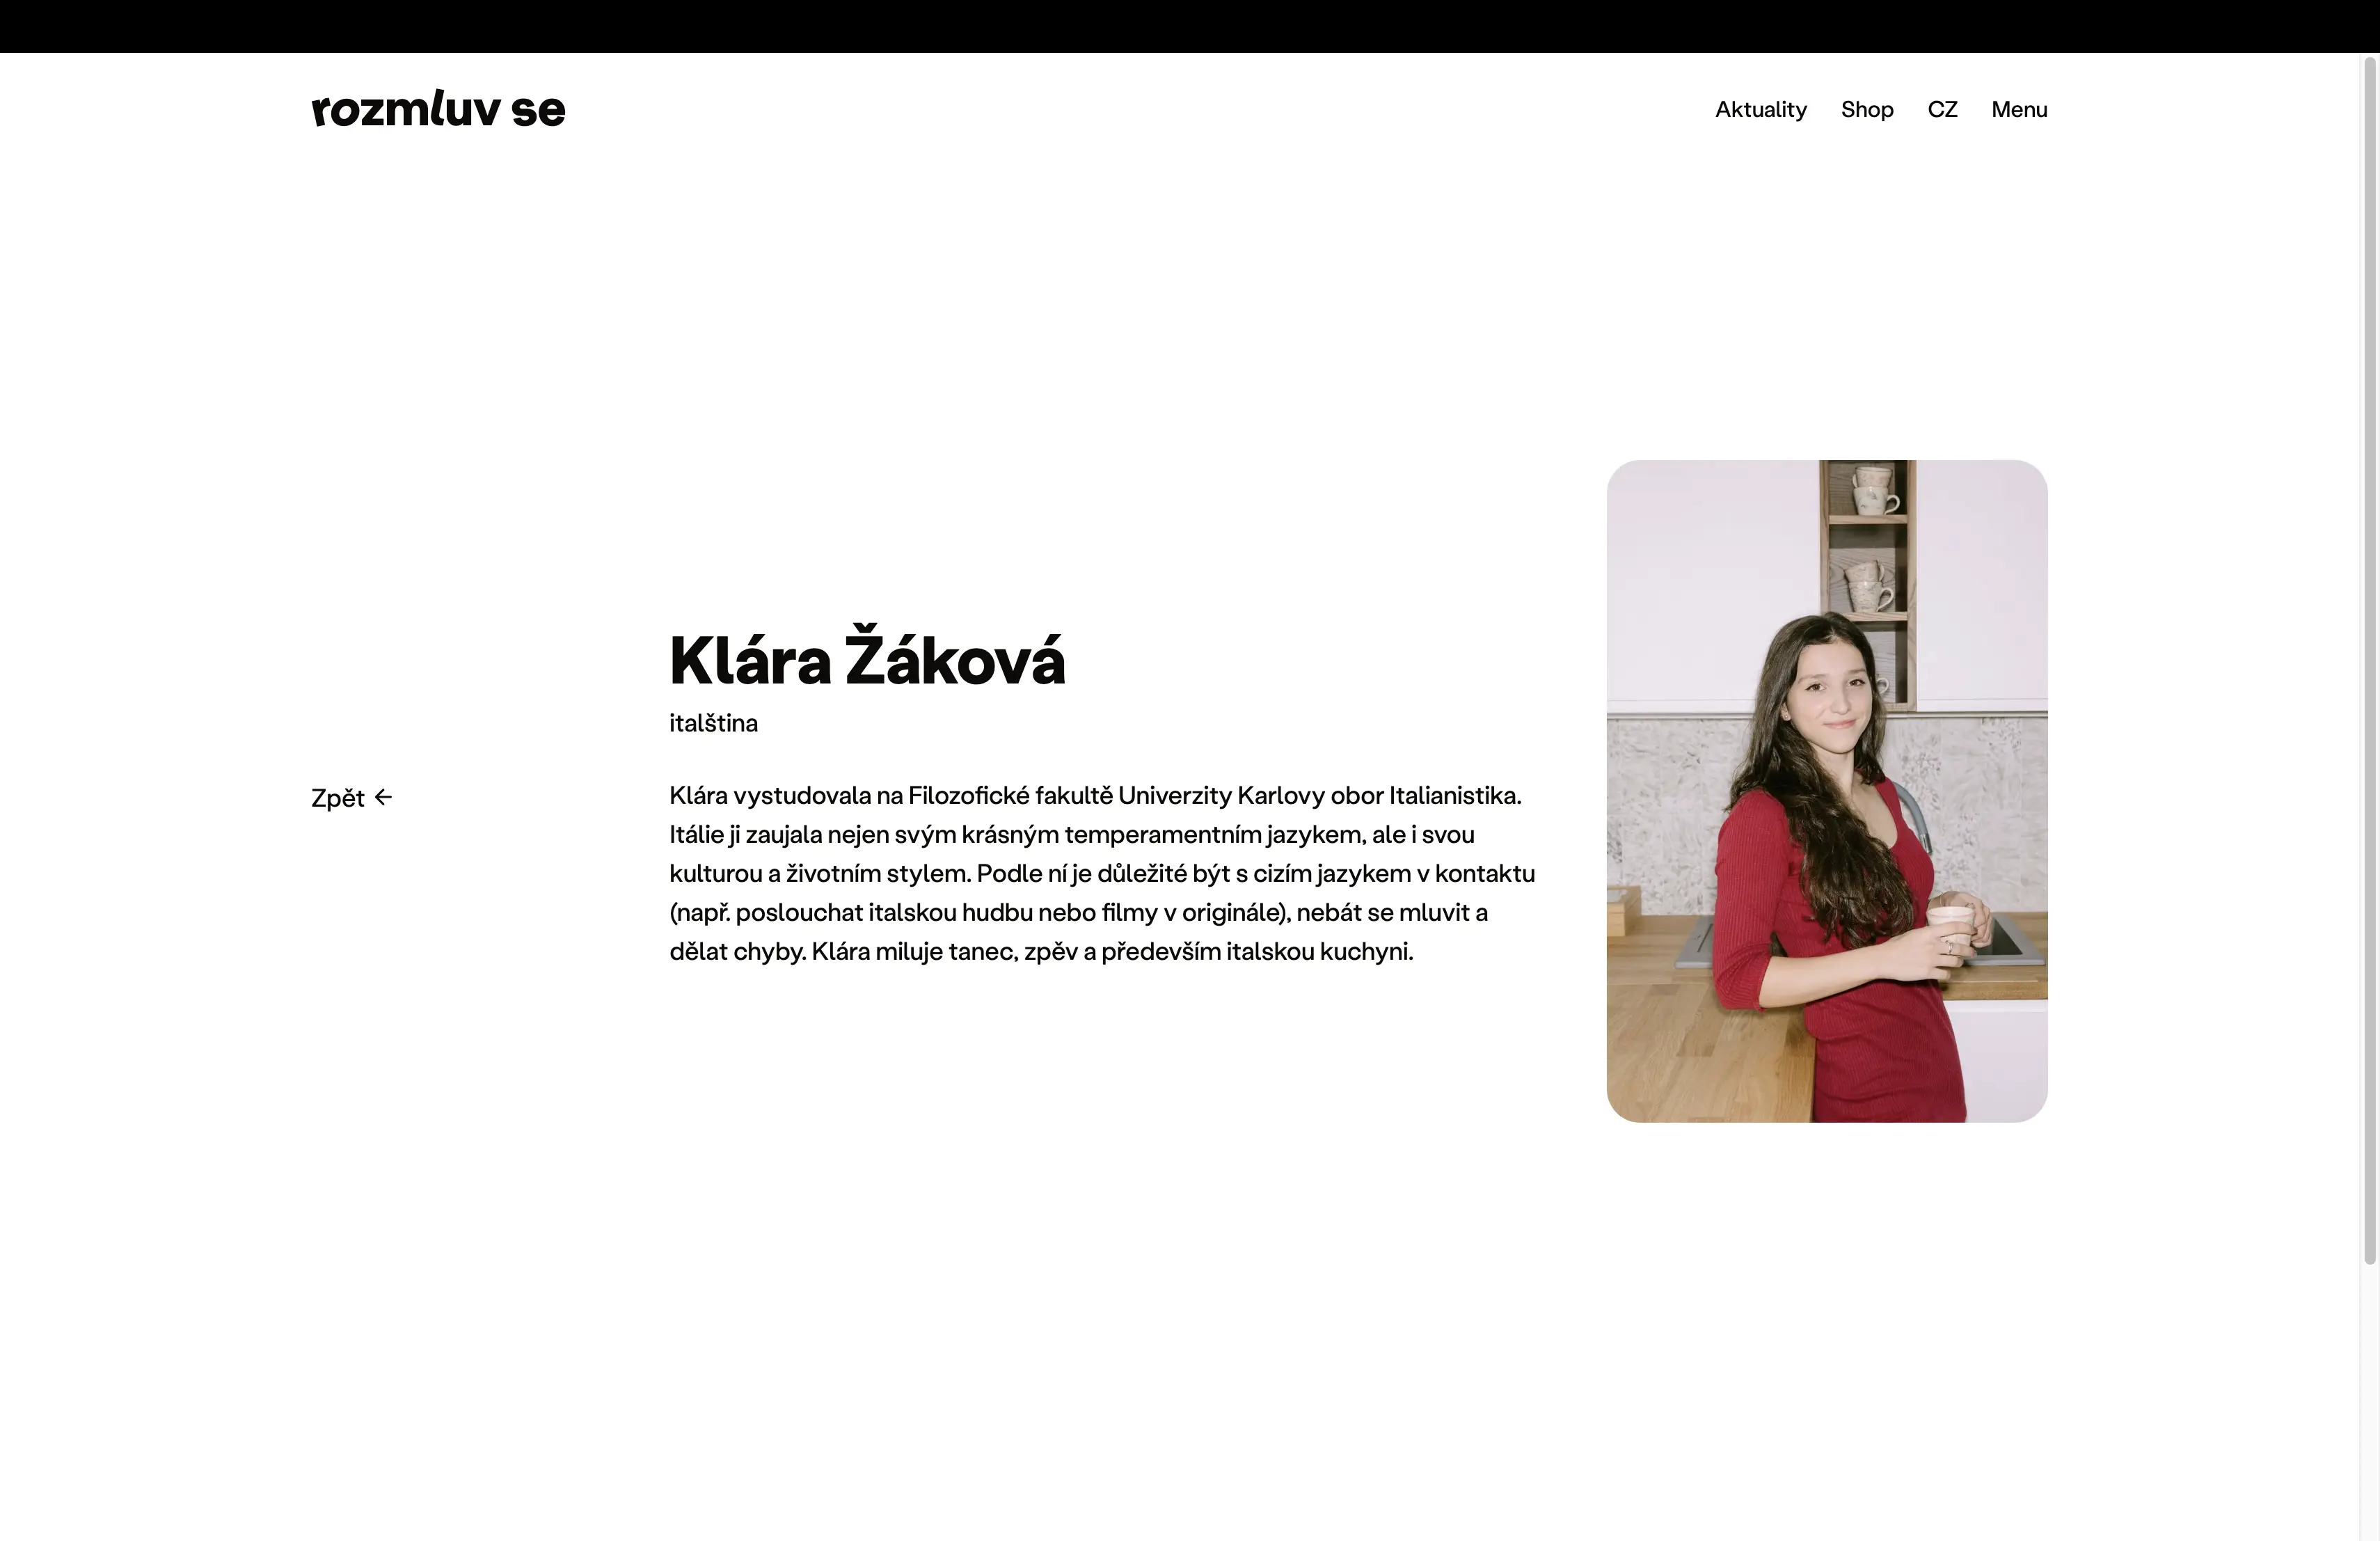 rozmluv se
Aktuality Shop CZ Menu
Klára Žáková
italština
Zpět ←
Klára vystudovala na Filozofické fakultě Univerzity Karlovy obor Italianistika.
Itálie ji zaujala nejen svým krásným temperamentním jazykem, ale i svou
kulturou a životním stylem. Podle ní je důležité být s cizím jazykem v kontaktu
(např. poslouchat italskou hudbu nebo filmy v originále), nebát se mluvit a
dělat chyby. Klára miluje tanec, zpěv a především italskou kuchyni.